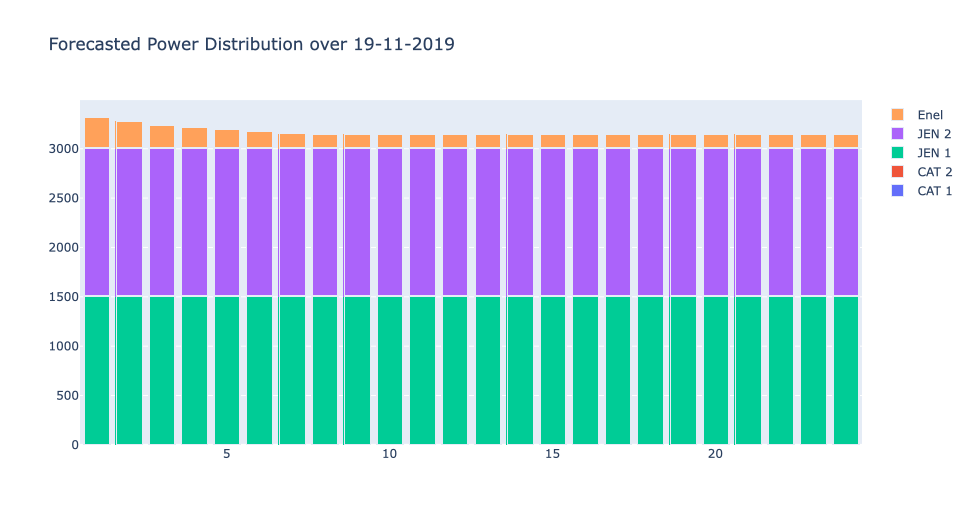 Forecasted Power Distribution over 19-11-2019
Enel
JEN 2
JEN 1
CAT 2
CAT 1
3000
2500
2000
1500
1000
500
0
5
10
15
20